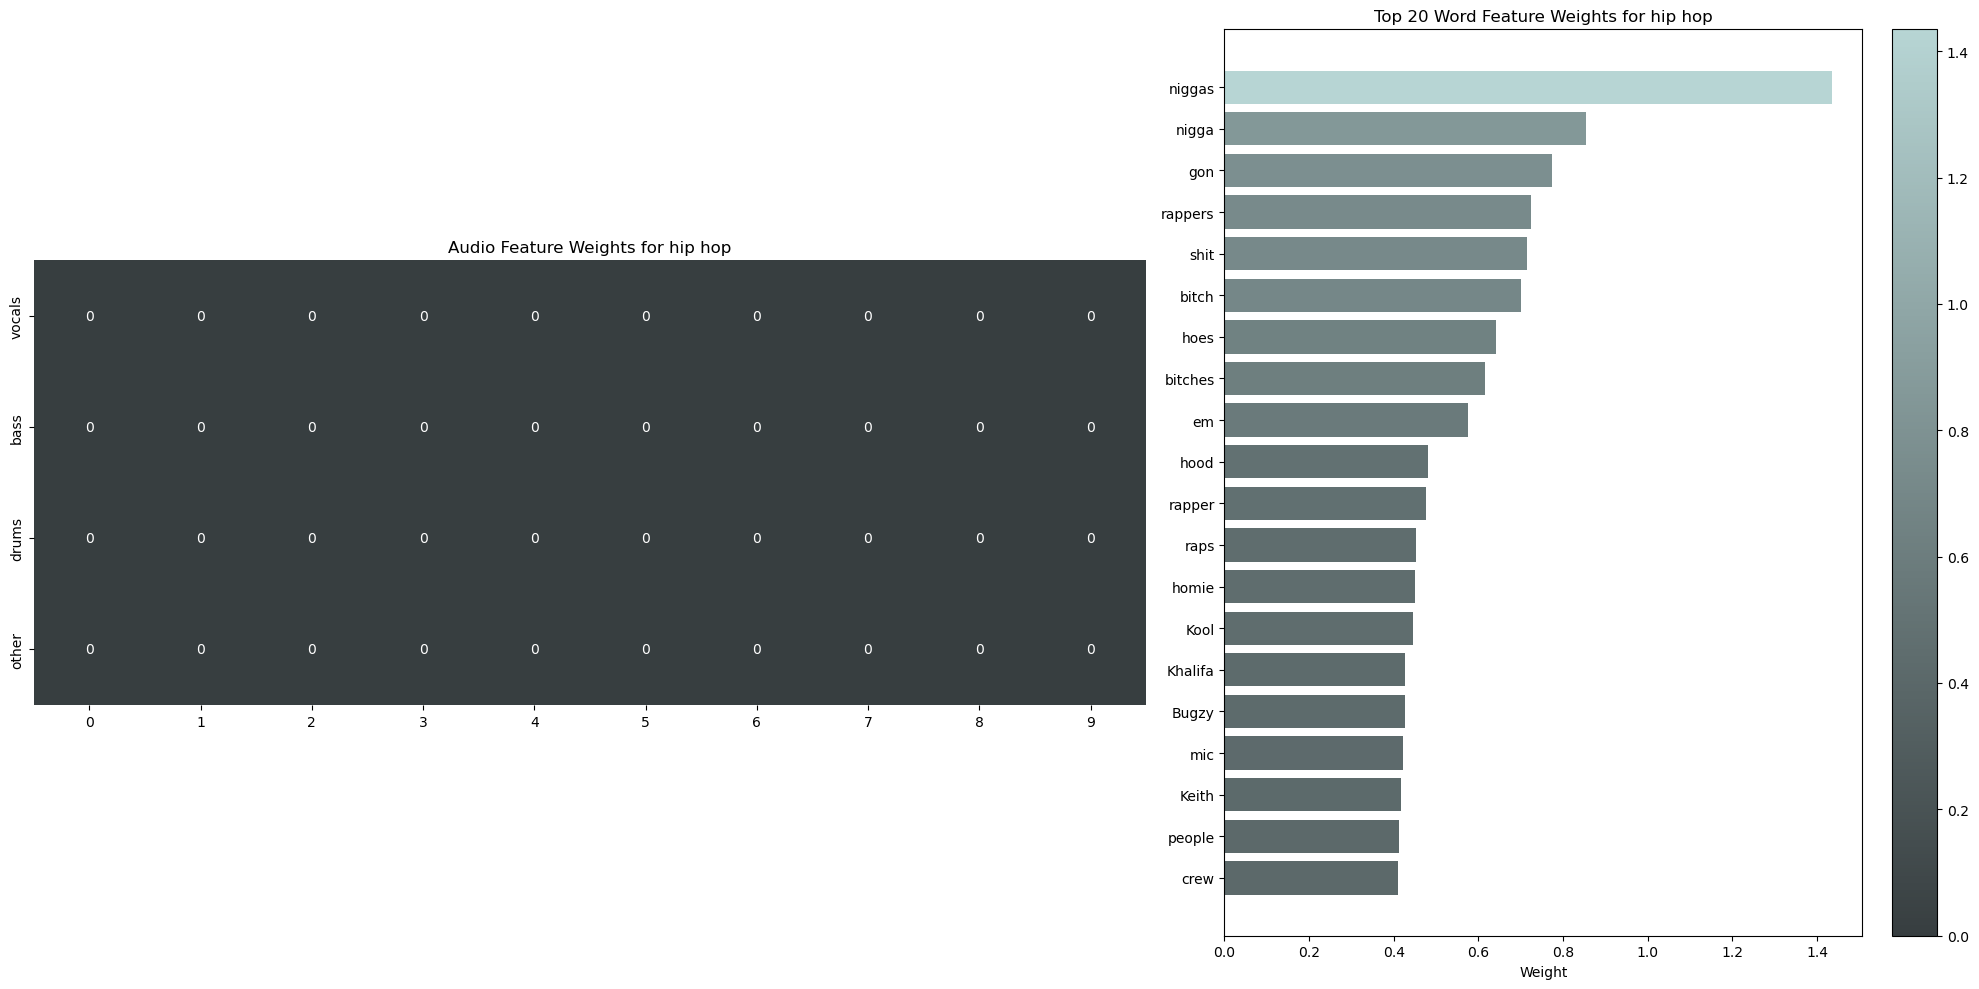 Audio Feature Weights for hip hop
vocals
0 0 0 0 0 0 0 0 0 0
bass
0 0 0 0 0 0 0 0 0 0
drums
0 0 0 0 0 0 0 0 0 0
other
0 0 0 0 0 0 0 0 0 0
0 1 2 3 4 5 6 7 8 9
Top 20 Word Feature Weights for hip hop
niggas
nigga
gon
rappers
shit
bitch
hoes
bitches
em
hood
rapper
raps
homie
Kool
Khalifa
Bugzy
mic
Keith
people
crew
0.0 0.2 0.4 0.6 0.8 1.0 1.2 1.4
Weight
1.4
1.2
1.0
0.8
0.6
0.4
0.2
0.0